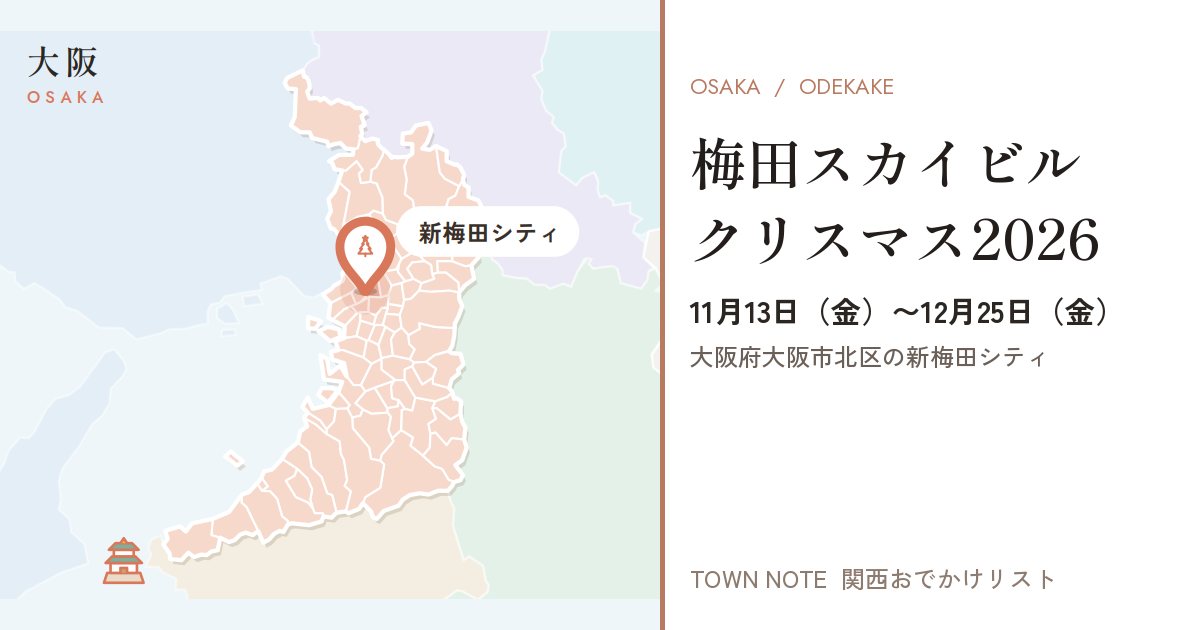 大阪
OSAKA
新梅田シティ
OSAKA / ODEKAKE
梅田スカイビル
クリスマス2026
11月13日（金）〜12月25日（金）
大阪府大阪市北区の新梅田シティ
TOWN NOTE 関西おでかけリスト